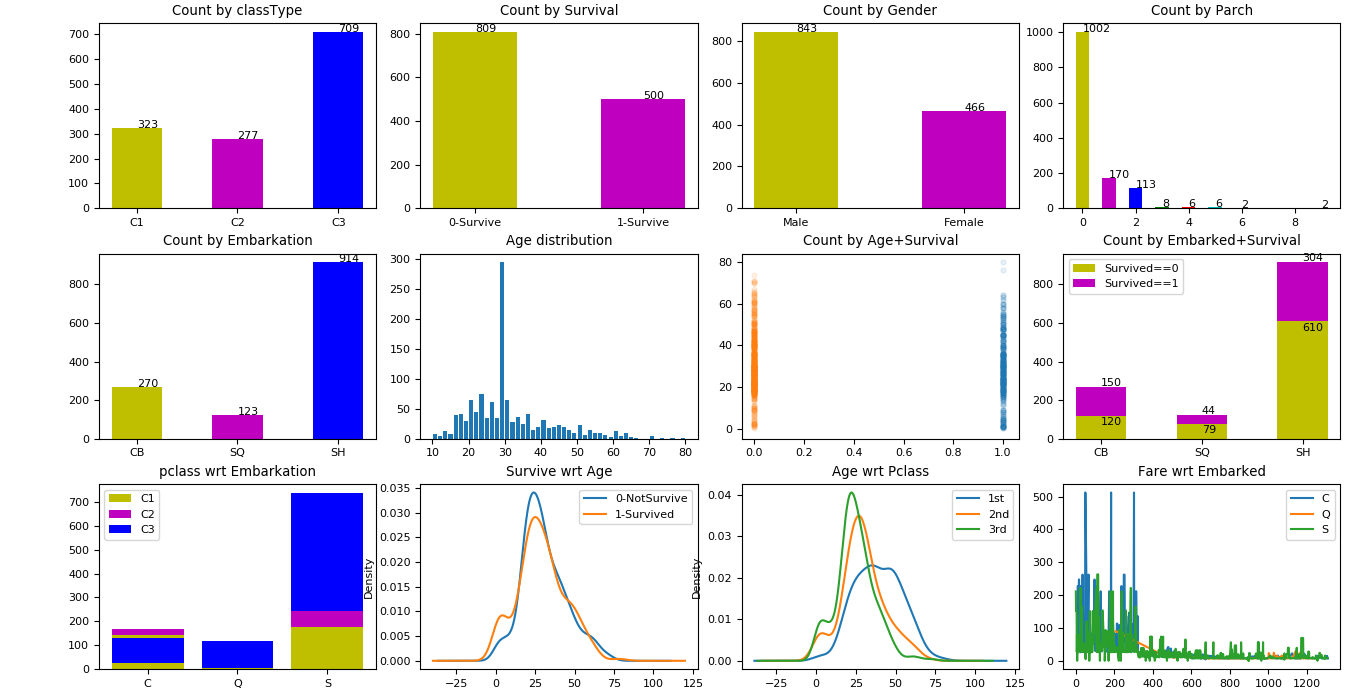 Count by classType
700
600
500
400
300
200
100
0
323
277
709
C1 C2 C3
Count by Survival
800
600
400
200
0
809
500
0-Survive 1-Survive
Count by Gender
800
600
400
200
0
843
466
Male Female
Count by Parch
1000
800
600
400
200
0
1002
170
113
8 6 6 2 2
0 2 4 6 8
Count by Embarkation
800
600
400
200
0
270
123
914
CB SQ SH
Age distribution
300
250
200
150
100
50
0
10 20 30 40 50 60 70 80
Count by Age+Survival
80
60
40
20
0
0.0 0.2 0.4 0.6 0.8 1.0
Count by Embarked+Survival
Survived==0
Survived==1
800
600
400
200
0
150
120
44
79
304
610
CB SQ SH
pclass wrt Embarkation
C1
C2
C3
700
600
500
400
300
200
100
0
C Q S
Survive wrt Age
0-NotSurvive
1-Survived
0.035
0.030
0.025
0.020
0.015
0.010
0.005
0.000
Density
−25 0 25 50 75 100 125
Age wrt Pclass
1st
2nd
3rd
0.04
0.03
0.02
0.01
0.00
Density
−25 0 25 50 75 100 125
Fare wrt Embarked
C
Q
S
500
400
300
200
100
0
0 200 400 600 800 1000 1200